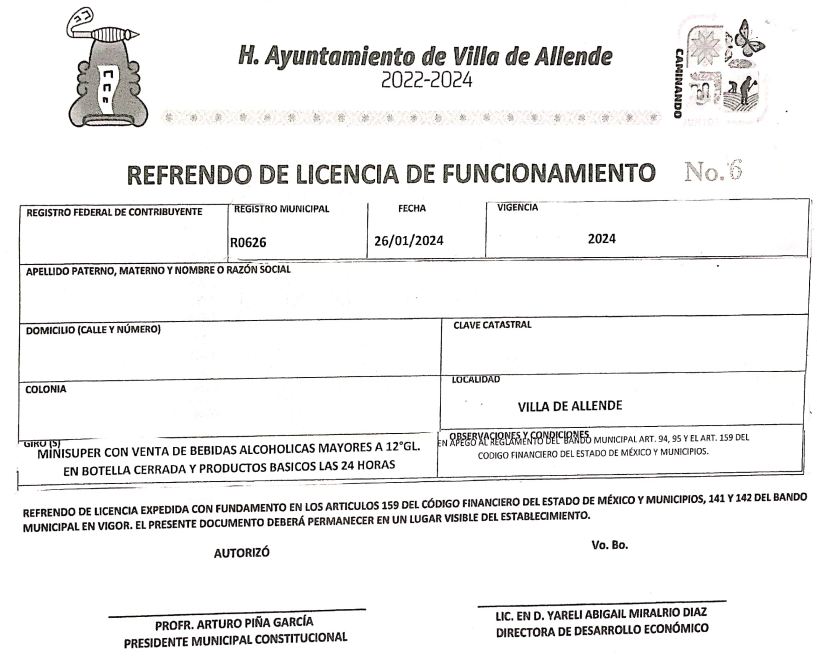 H. Ayuntamiento de Villa de Allende
2022-2024
CAMINANDO
REFRENDO DE LICENCIA DE FUNCIONAMIENTO No. 6
REGISTRO FEDERAL DE CONTRIBUYENTE
REGISTRO MUNICIPAL
FECHA
VIGENCIA
R0626
26/01/2024
2024
APELLIDO PATERNO, MATERNO Y NOMBRE O RAZÓN SOCIAL
DOMICILIO (CALLE Y NÚMERO)
CLAVE CATASTRAL
COLONIA
LOCALIDAD
VILLA DE ALLENDE
GIRO (S)
MINISUPER CON VENTA DE BEBIDAS ALCOHOLICAS MAYORES A 12°GL.
EN BOTELLA CERRADA Y PRODUCTOS BASICOS LAS 24 HORAS
OBSERVACIONES Y CONDICIONES
EN APEGO AL REGLAMENTO DEL BANDO MUNICIPAL ART. 94, 95 Y EL ART. 159 DEL
CODIGO FINANCIERO DEL ESTADO DE MÉXICO Y MUNICIPIOS.
REFRENDO DE LICENCIA EXPEDIDA CON FUNDAMENTO EN LOS ARTICULOS 159 DEL CÓDIGO FINANCIERO DEL ESTADO DE MÉXICO Y MUNICIPIOS, 141 Y 142 DEL BANDO
MUNICIPAL EN VIGOR. EL PRESENTE DOCUMENTO DEBERÁ PERMANECER EN UN LUGAR VISIBLE DEL ESTABLECIMIENTO.
AUTORIZÓ
Vo. Bo.
PROFR. ARTURO PIÑA GARCÍA
PRESIDENTE MUNICIPAL CONSTITUCIONAL
LIC. EN D. YARELI ABIGAIL MIRALRIO DIAZ
DIRECTORA DE DESARROLLO ECONÓMICO